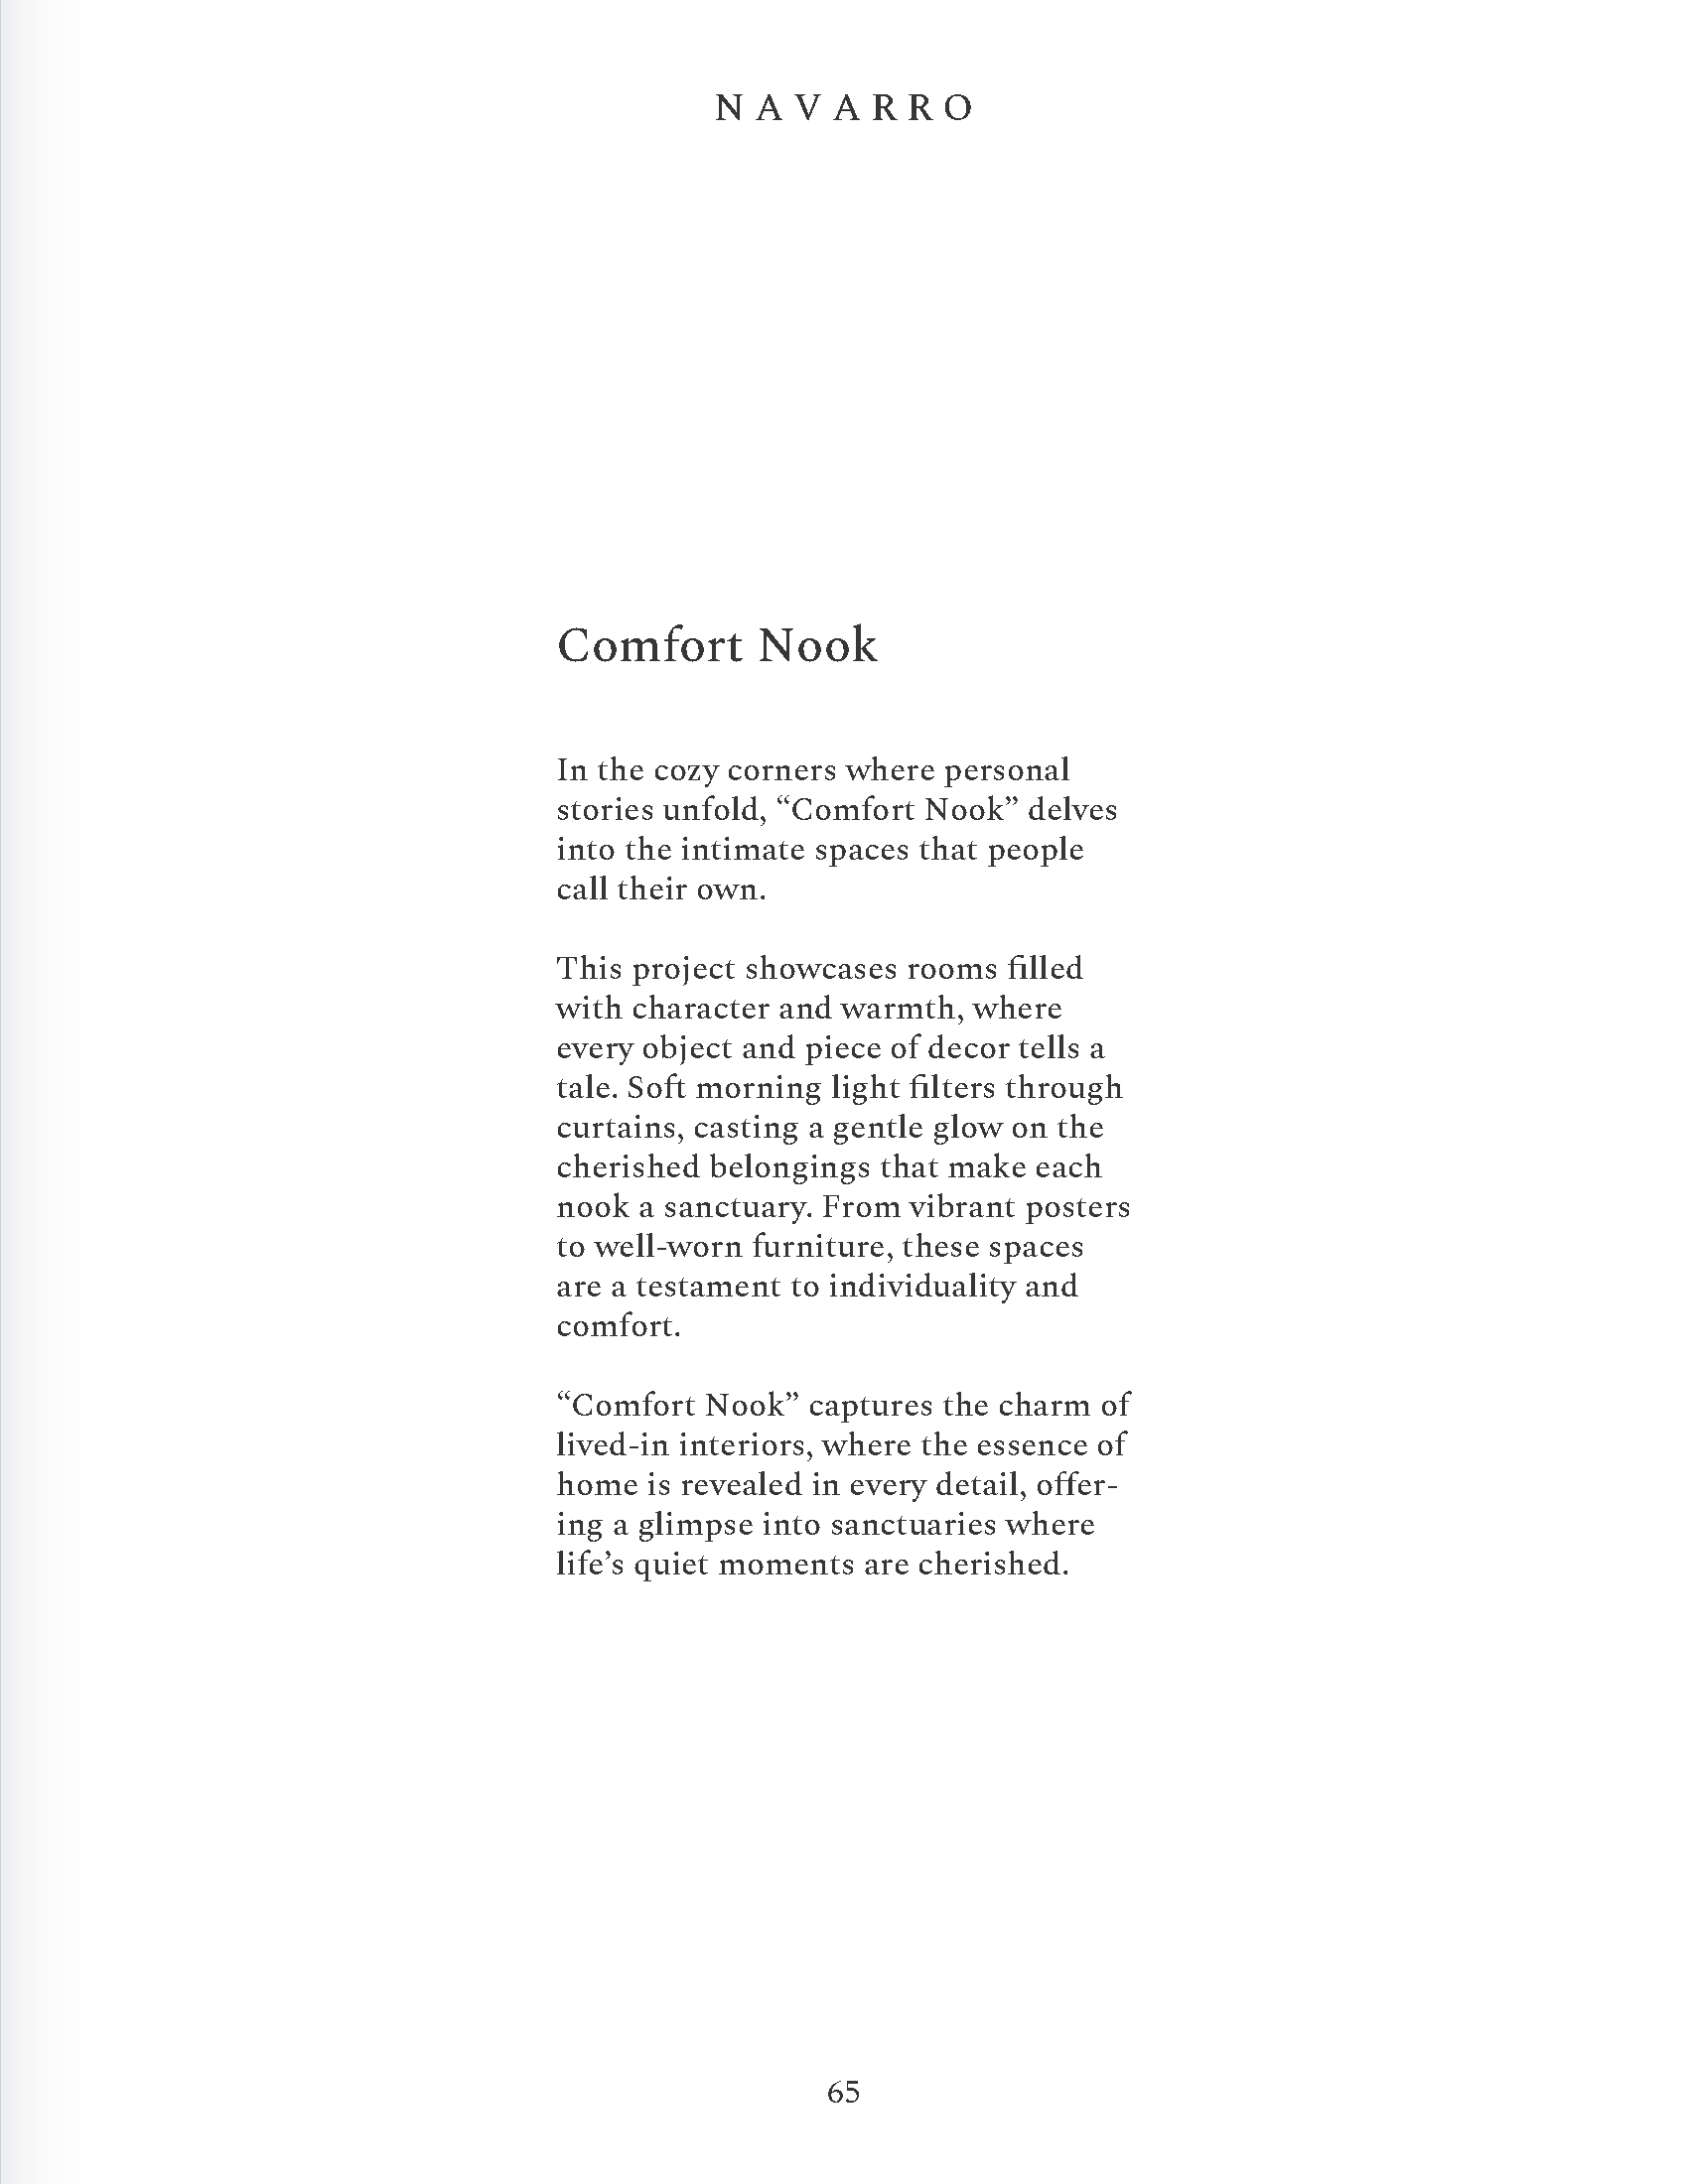 NAVARRO
Comfort Nook
In the cozy corners where personal
stories unfold, “Comfort Nook” delves
into the intimate spaces that people
call their own.
This project showcases rooms filled
with character and warmth, where
every object and piece of decor tells a
tale. Soft morning light filters through
curtains, casting a gentle glow on the
cherished belongings that make each
nook a sanctuary. From vibrant posters
to well-worn furniture, these spaces
are a testament to individuality and
comfort.
“Comfort Nook” captures the charm of
lived-in interiors, where the essence of
home is revealed in every detail, offer-
ing a glimpse into sanctuaries where
life’s quiet moments are cherished.
65